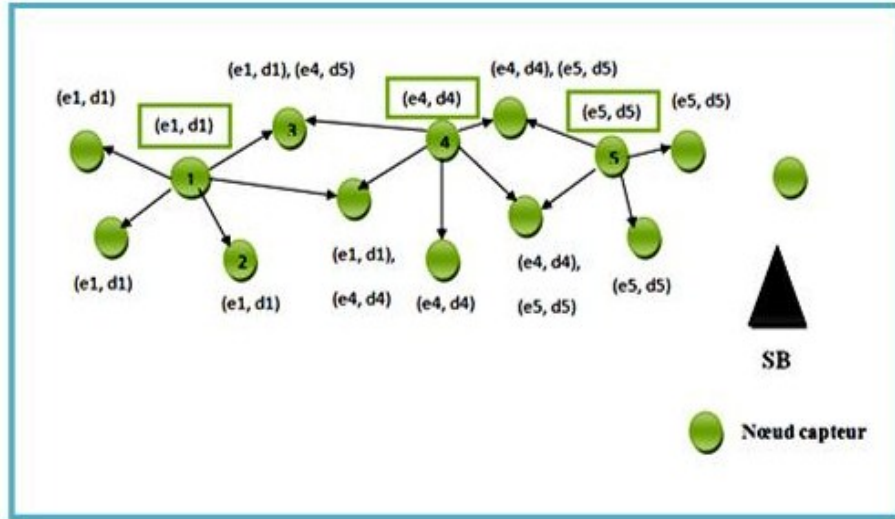 (e1, d1), (e4, d5)
(e4, d4), (e5, d5)
(e1, d1)
(e1, d1)
(e4, d4)
(e5, d5)
(e5, d5)
3
4
5
1
2
(e1, d1),
(e4, d4)
(e4, d4),
(e5, d5)
(e1, d1)
(e1, d1)
(e4, d4)
(e5, d5)
SB
Nœud capteur